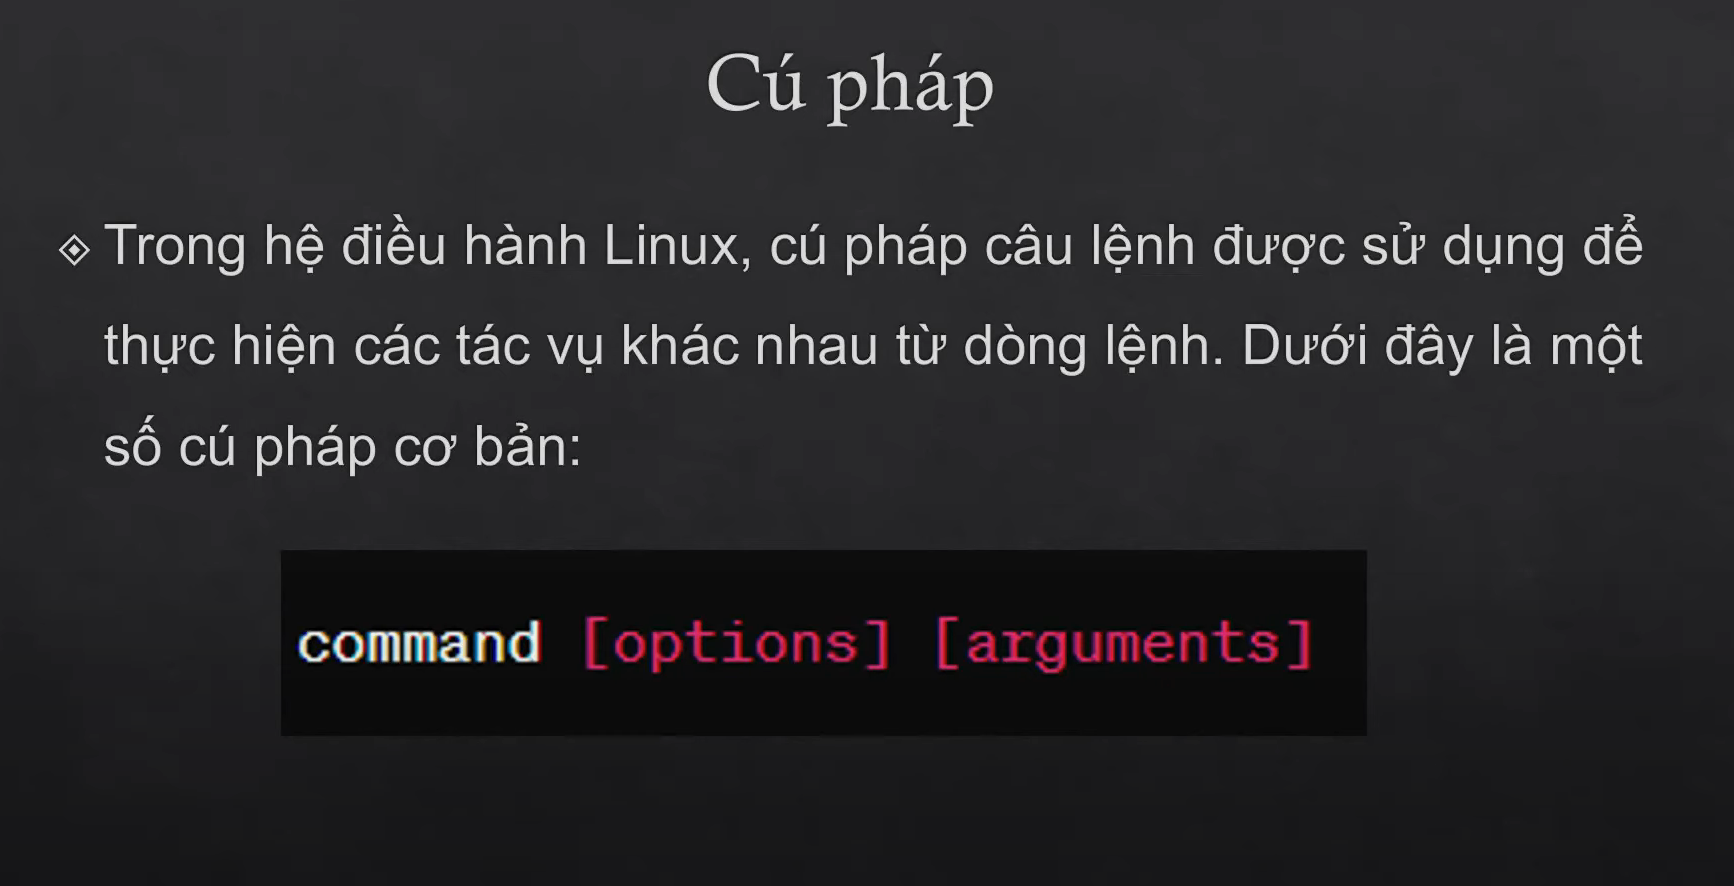 Cú pháp
Trong hệ điều hành Linux, cú pháp câu lệnh được sử dụng để
thực hiện các tác vụ khác nhau từ dòng lệnh. Dưới đây là một
số cú pháp cơ bản:
command [options] [arguments]